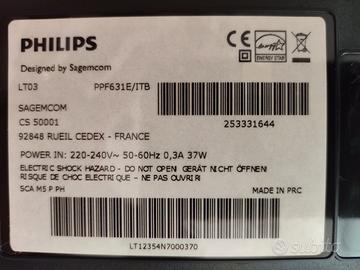 PHILIPS
Designed by Sagemcom
CE
ENERGY STAR
LT03 PPF631E/ITB
SAGEMCOM
CS 50001
92848 RUEIL CEDEX - FRANCE
253331644
POWER IN: 220-240V~ 50-60Hz 0,3A 37W
ELECTRIC SHOCK HAZARD - DO NOT OPEN GERÄT NICHT ÖFFNEN!
RISQUE DE CHOC ELECTRIQUE - NE PAS OUVRIR!
SCA M5 P PH
MADE IN PRC
LT12354N7000370
subito